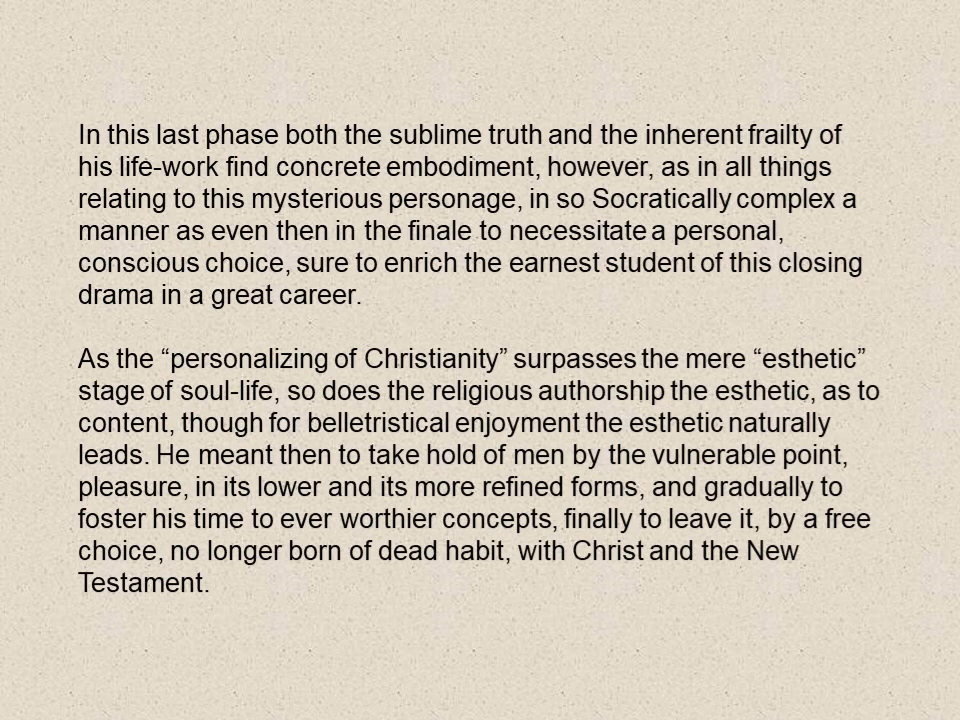 In this last phase both the sublime truth and the inherent frailty of
his life-work find concrete embodiment, however, as in all things
relating to this mysterious personage, in so Socratically complex a
manner as even then in the finale to necessitate a personal,
conscious choice, sure to enrich the earnest student of this closing
drama in a great career.

As the “personalizing of Christianity” surpasses the mere “esthetic”
stage of soul-life, so does the religious authorship the esthetic, as to
content, though for belletristical enjoyment the esthetic naturally
leads. He meant then to take hold of men by the vulnerable point,
pleasure, in its lower and its more refined forms, and gradually to
foster his time to ever worthier concepts, finally to leave it, by a free
choice, no longer born of dead habit, with Christ and the New
Testament.